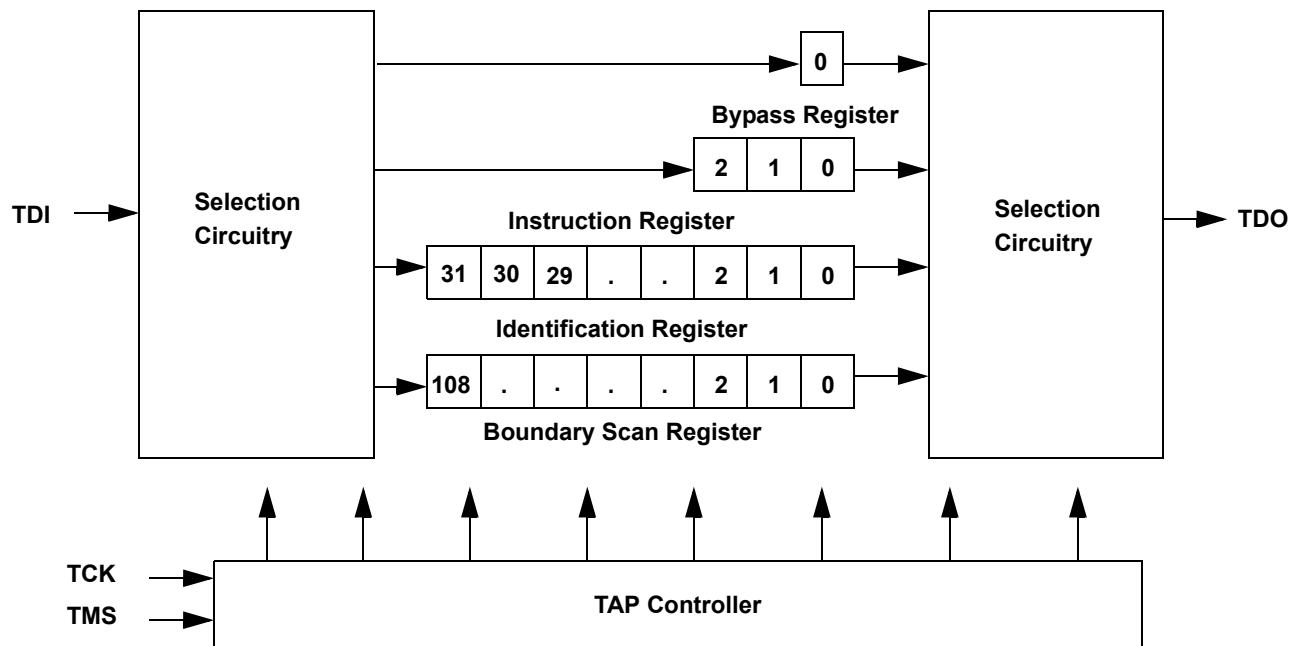 0
Bypass Register
2 1 0
TDI
Selection
Circuitry
Selection
Circuitry
TDO
Instruction Register
31 30 29 . . 2 1 0
Identification Register
108 . . . . 2 1 0
Boundary Scan Register
TCK
TMS
TAP Controller